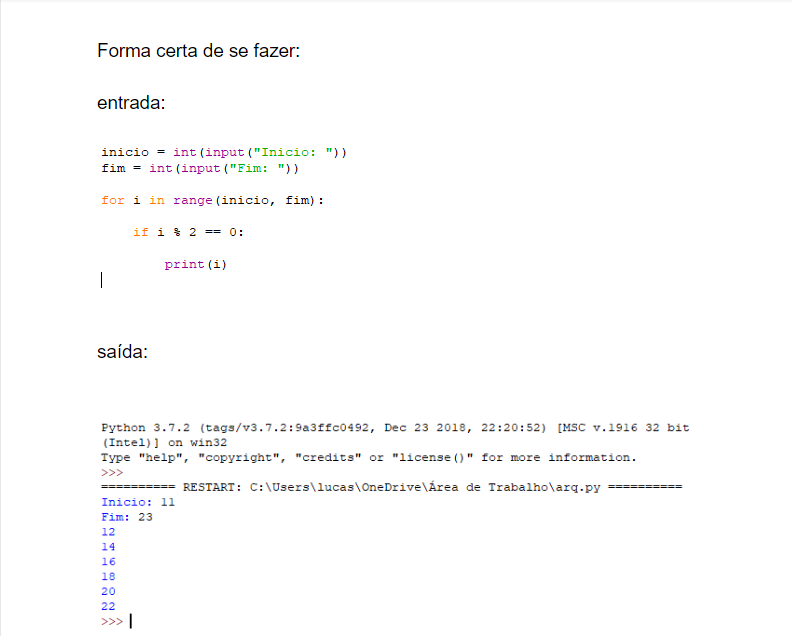 Forma certa de se fazer:
entrada:
inicio = int(input("Inicio: "))
fim = int(input("Fim: "))
for i in range(inicio, fim):
if i % 2 == 0:
print(i)
saída:
Python 3.7.2 (tags/v3.7.2:9a3ffc0492, Dec 23 2018, 22:20:52) [MSC v.1916 32 bit
(Intel)] on win32
Type "help", "copyright", "credits" or "license()" for more information.
>>>
========== RESTART: C:\Users\lucas\OneDrive\Área de Trabalho\arq.py ==========
Inicio: 11
Fim: 23
12
14
16
18
20
22
>>>